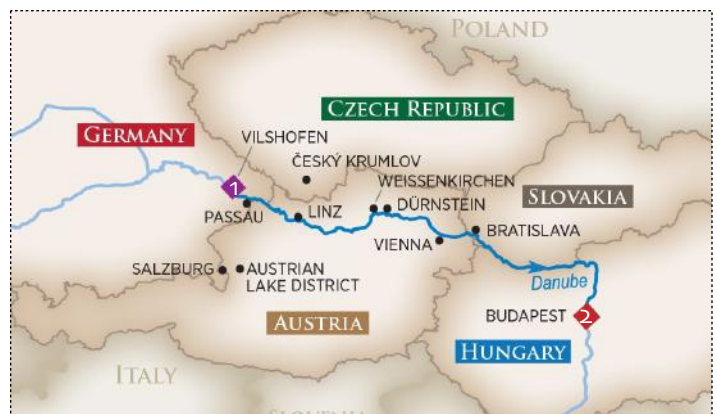 POLAND
CZECH REPUBLIC
GERMANY
VILSHOFEN
ČESKÝ KRUMLOV
WEISSENKIRCHEN
SLOVAKIA
1
PASSAU
LINZ
DÜRNSTEIN
BRATISLAVA
VIENNA
SALZBURG
AUSTRIAN
LAKE DISTRICT
Danube
BUDAPEST
2
AUSTRIA
HUNGARY
ITALY
SLOVENIA